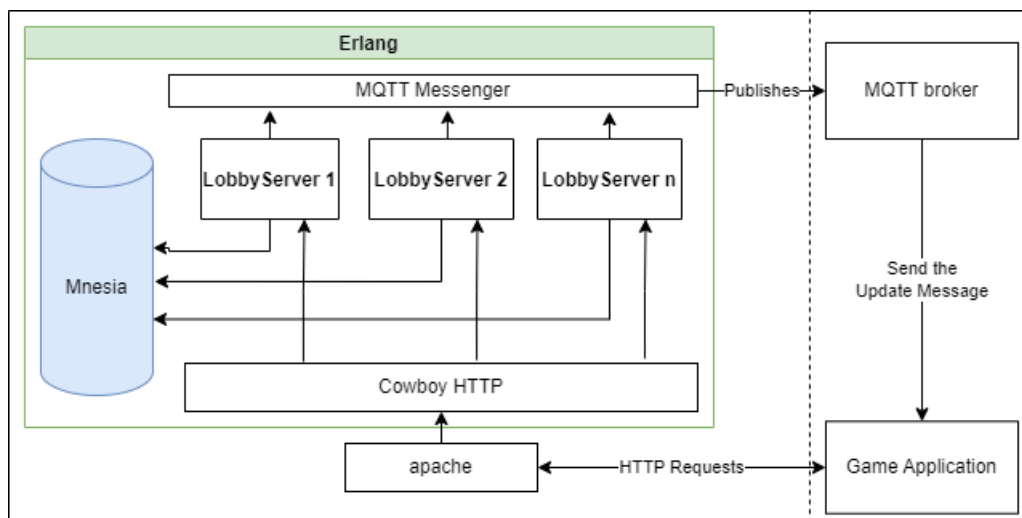 Erlang
MQTT Messenger
Publishes
MQTT broker
LobbyServer 1
LobbyServer 2
LobbyServer n
Mnesia
Send the
Update Message
Cowboy HTTP
apache
HTTP Requests
Game Application